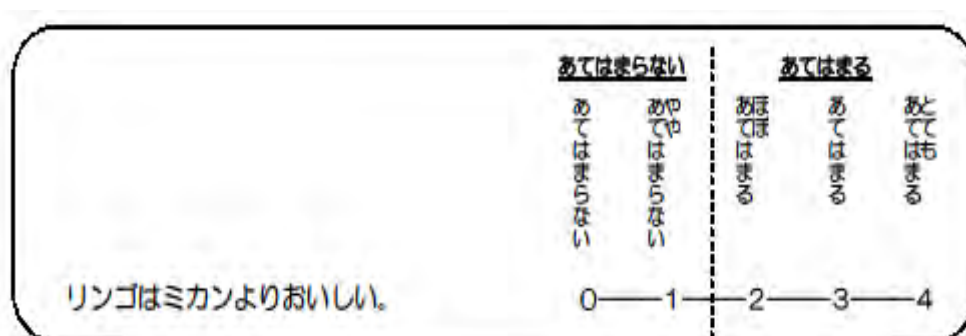 あてはまらない
あてはまる
あてはまらない
ややあてはまらない
ほぼあてはまる
あてはまる
とてもあてはまる
リンゴはミカンよりおいしい。
0 1 2 3 4